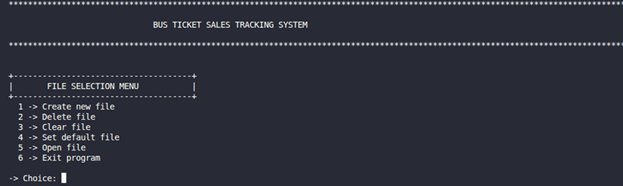 ********************************************************************************************************************************
BUS TICKET SALES TRACKING SYSTEM
********************************************************************************************************************************
+-------------------------------------+
| FILE SELECTION MENU |
+-------------------------------------+
1 -> Create new file
2 -> Delete file
3 -> Clear file
4 -> Set default file
5 -> Open file
6 -> Exit program
-> Choice: